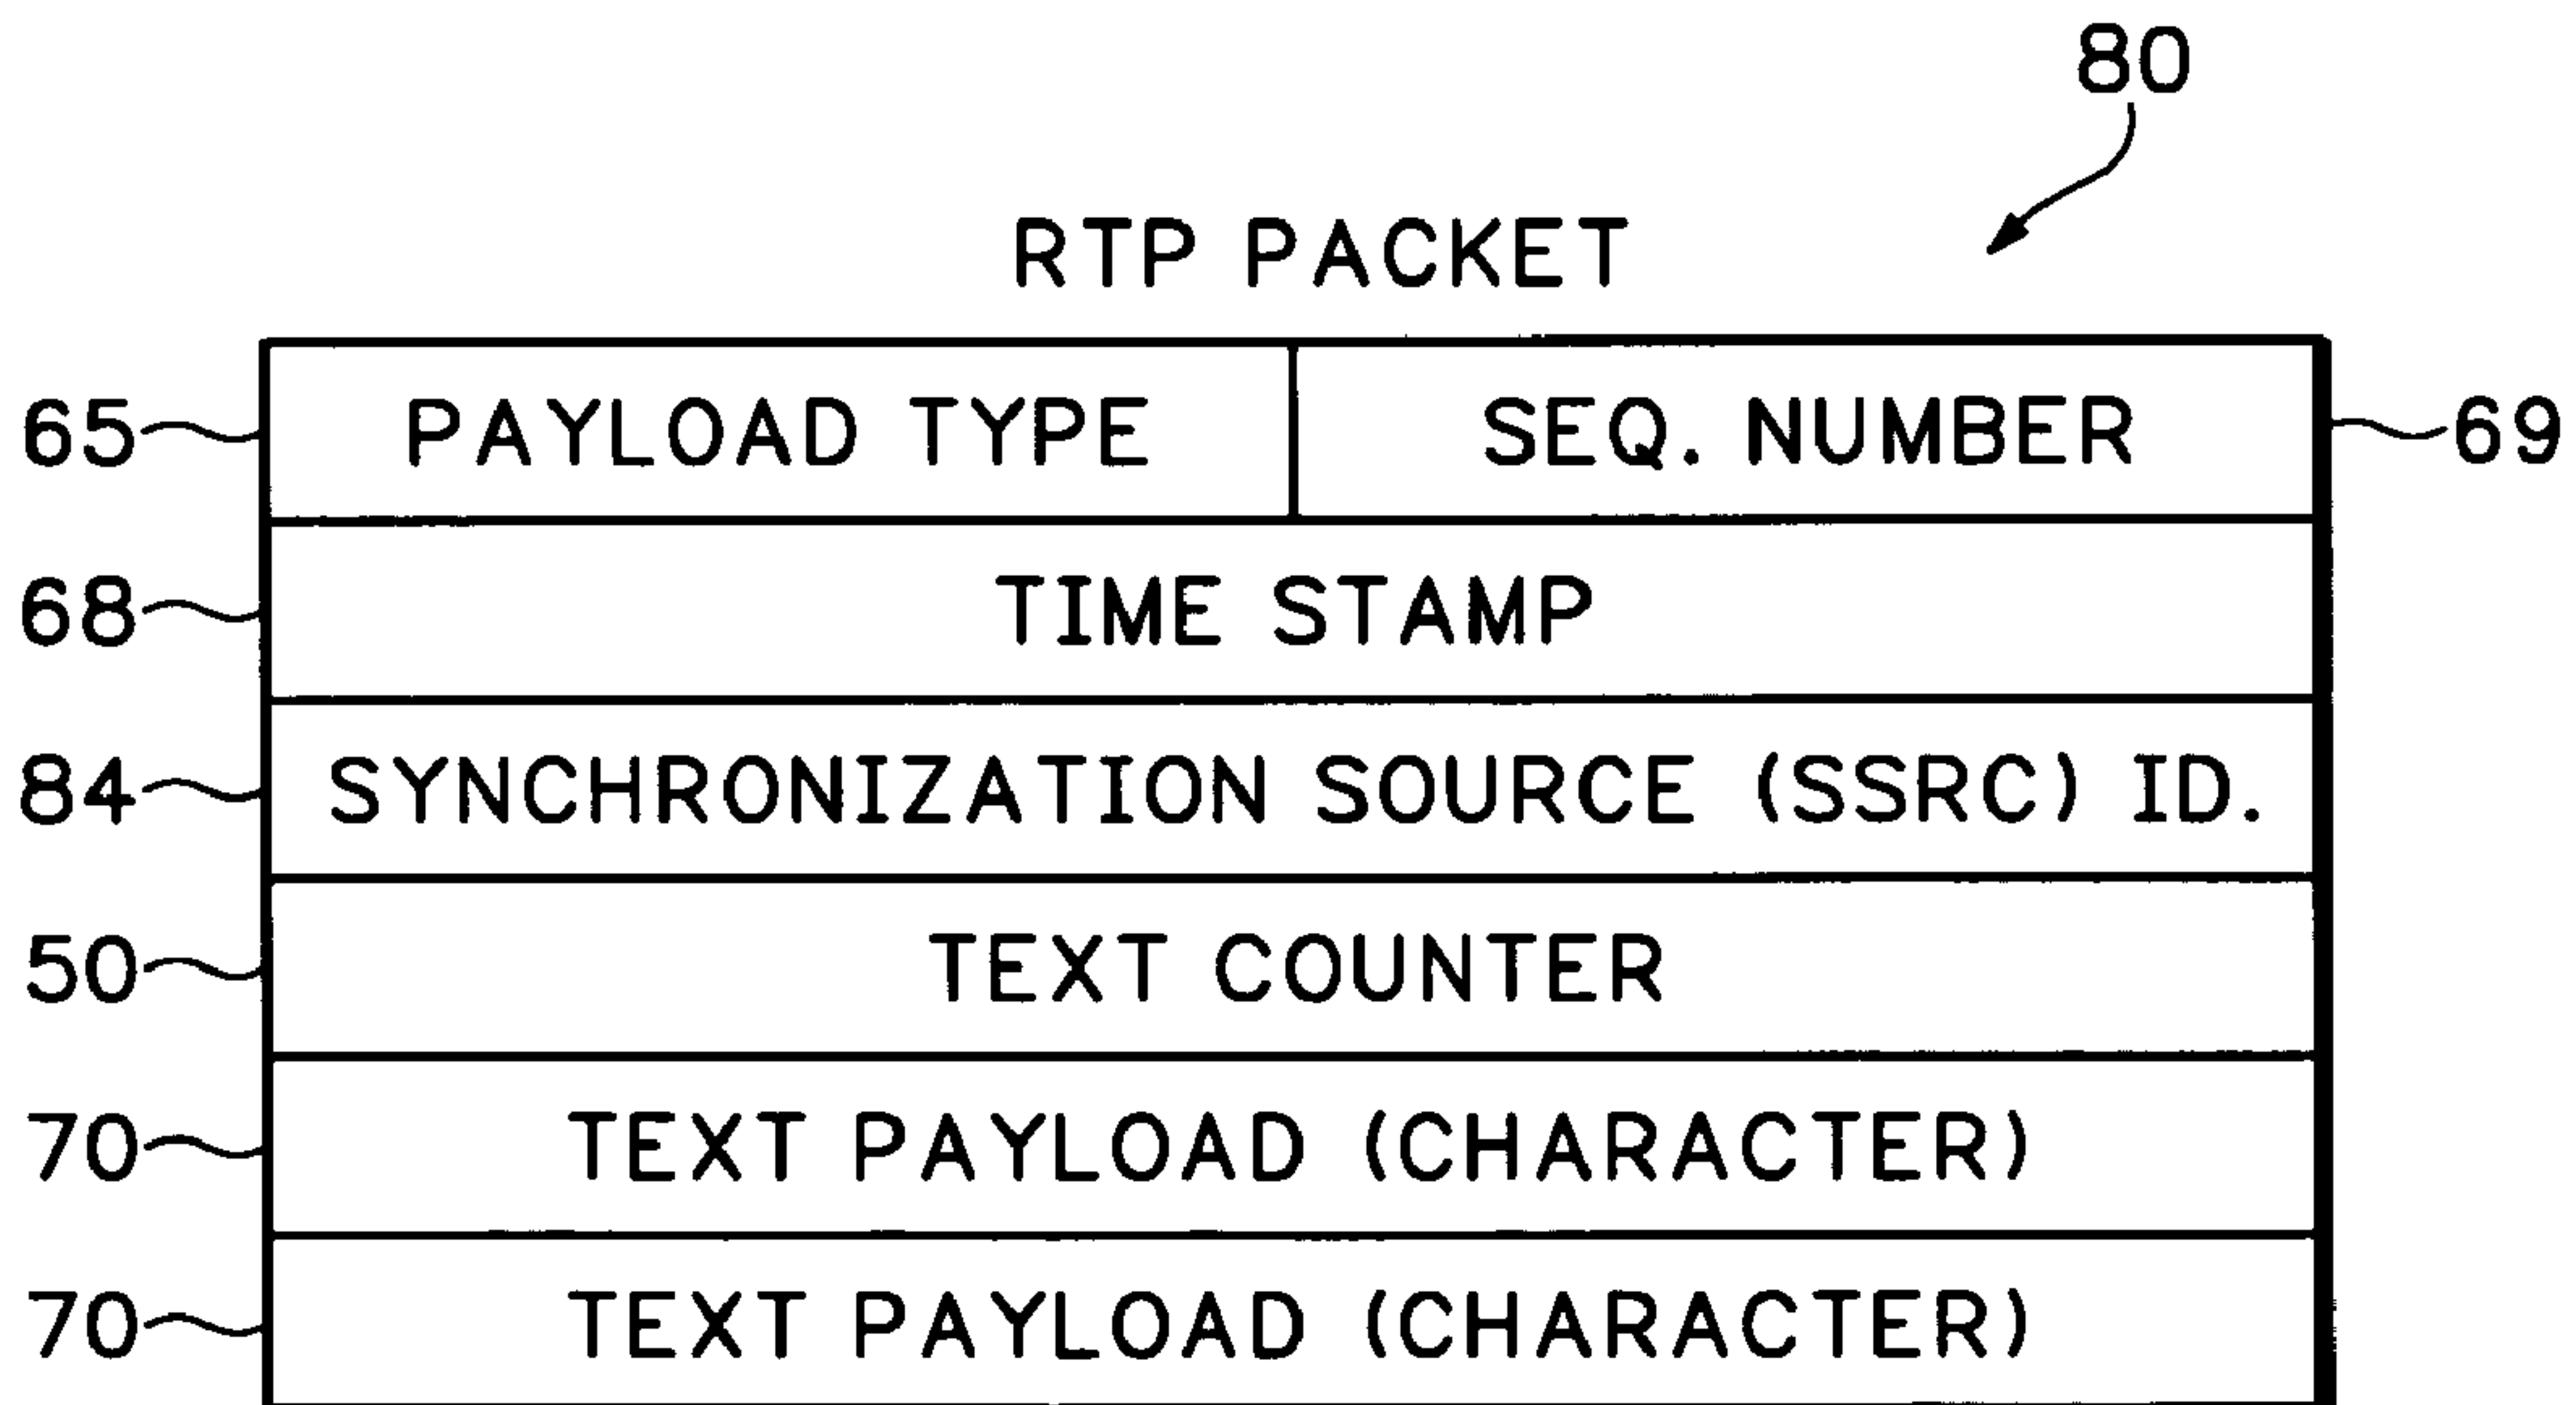 80
RTP PACKET
65 PAYLOAD TYPE SEQ. NUMBER 69
68 TIME STAMP
84 SYNCHRONIZATION SOURCE (SSRC) ID.
50 TEXT COUNTER
70 TEXT PAYLOAD (CHARACTER)
70 TEXT PAYLOAD (CHARACTER)